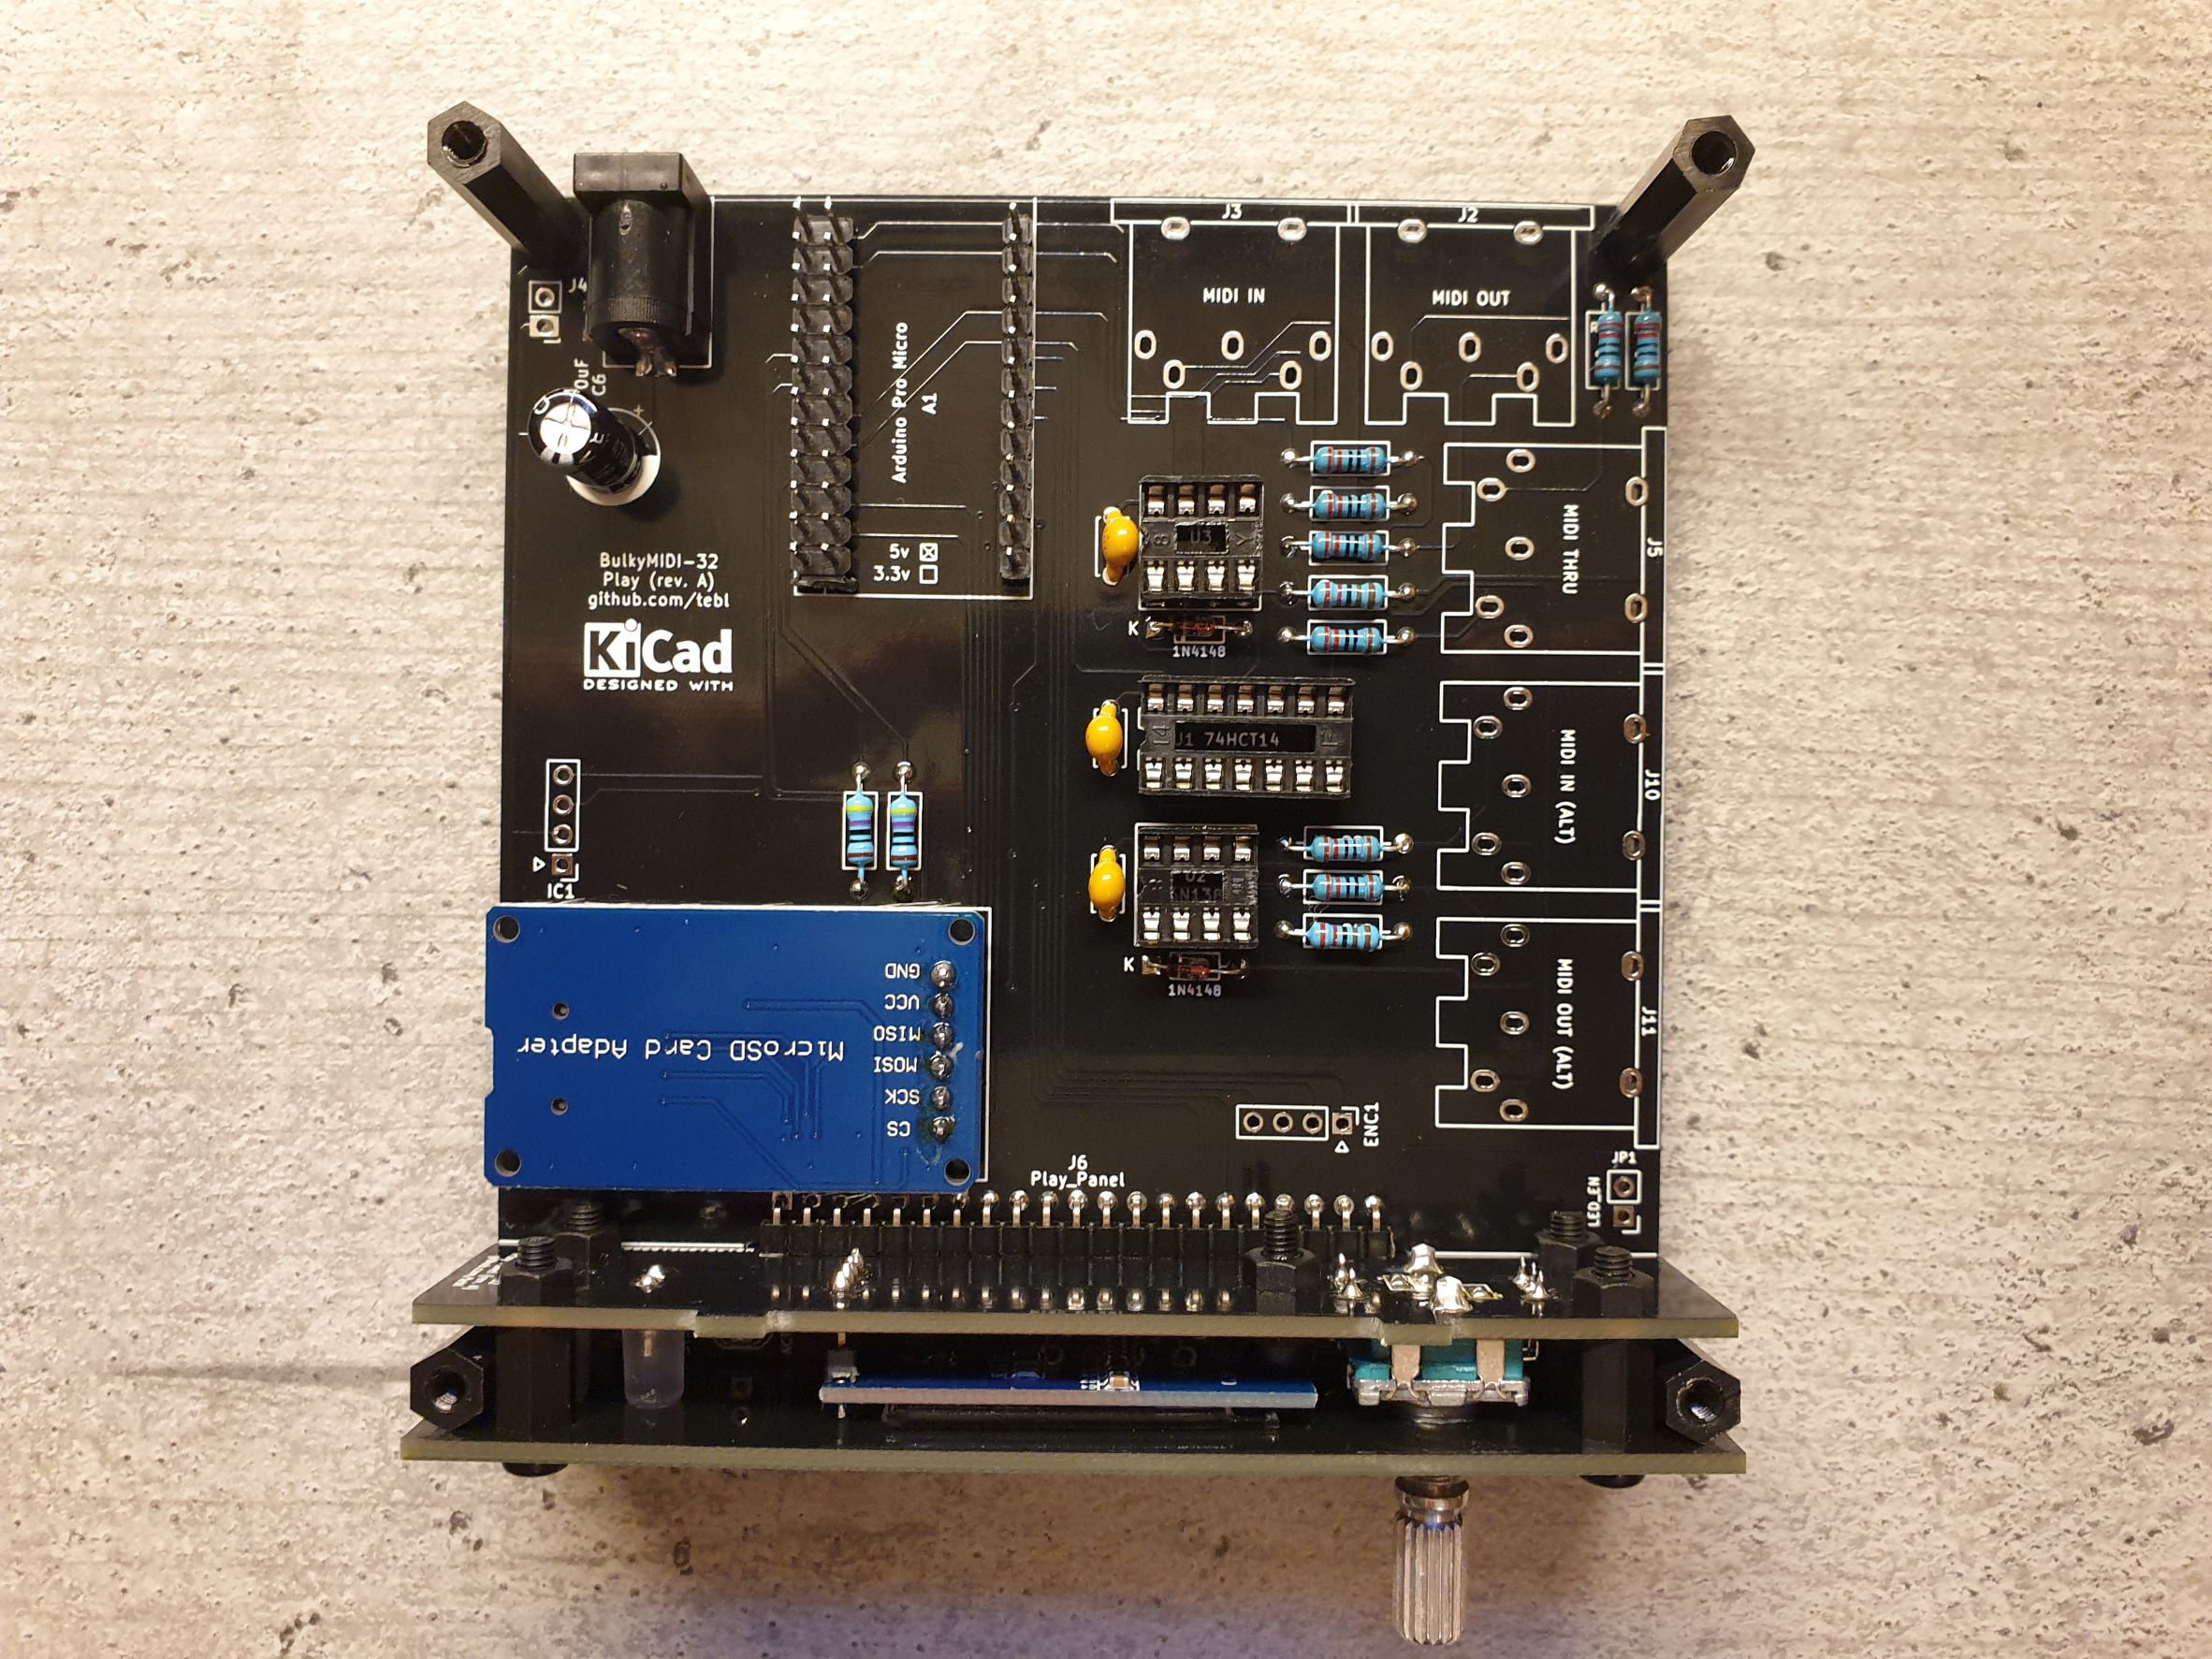 J3
J2
MIDI IN
MIDI OUT
J4
C6
Arduino Pro Micro
A1
5v
3.3v
BulkyMIDI-32
Play (rev. A)
github.com/tebl
KiCad
DESIGNED WITH
U3
K
1N4148
J5
MIDI THRU
74HCT14
J10
MIDI IN (ALT)
IC1
U2
K
1N4148
J11
MIDI OUT (ALT)
GND
VCC
MISO
MOSI
SCK
CS
MicroSD Card Adapter
ENC1
J6
Play_Panel
JP1
LED_EN